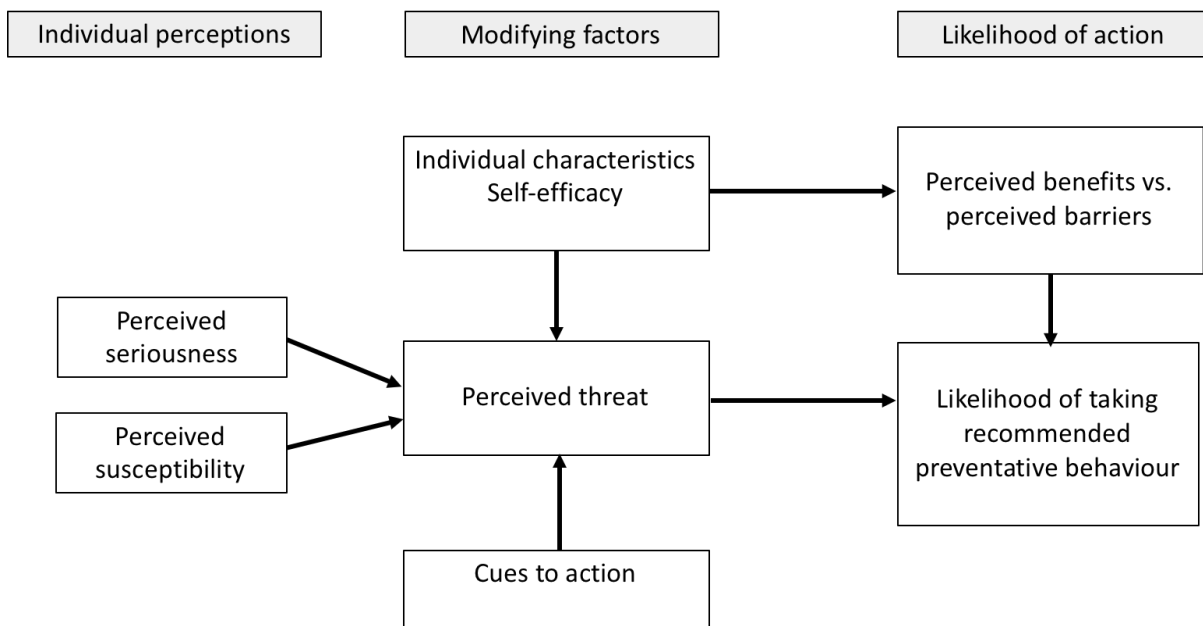 Individual perceptions
Modifying factors
Likelihood of action
Individual characteristics
Self-efficacy
Perceived benefits vs.
perceived barriers
Perceived
seriousness
Perceived
susceptibility
Perceived threat
Likelihood of taking
recommended
preventative behaviour
Cues to action